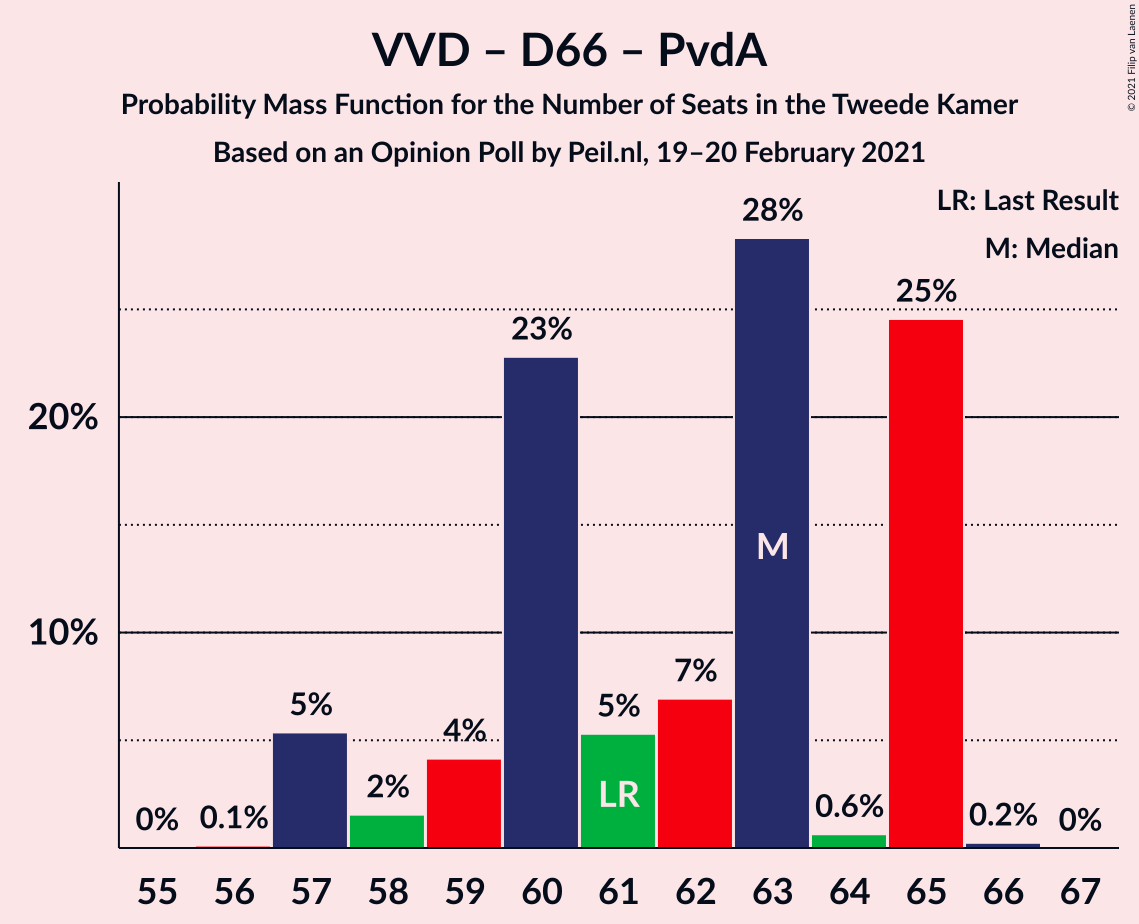 VVD – D66 – PvdA
Probability Mass Function for the Number of Seats in the Tweede Kamer
Based on an Opinion Poll by Peil.nl, 19–20 February 2021
© 2021 Filip van Laenen
LR: Last Result
M: Median
20%
10%
0%
0.1%
5%
2%
4%
23%
5%
7%
28%
0.6%
25%
0.2%
0%
LR
M
55 56 57 58 59 60 61 62 63 64 65 66 67